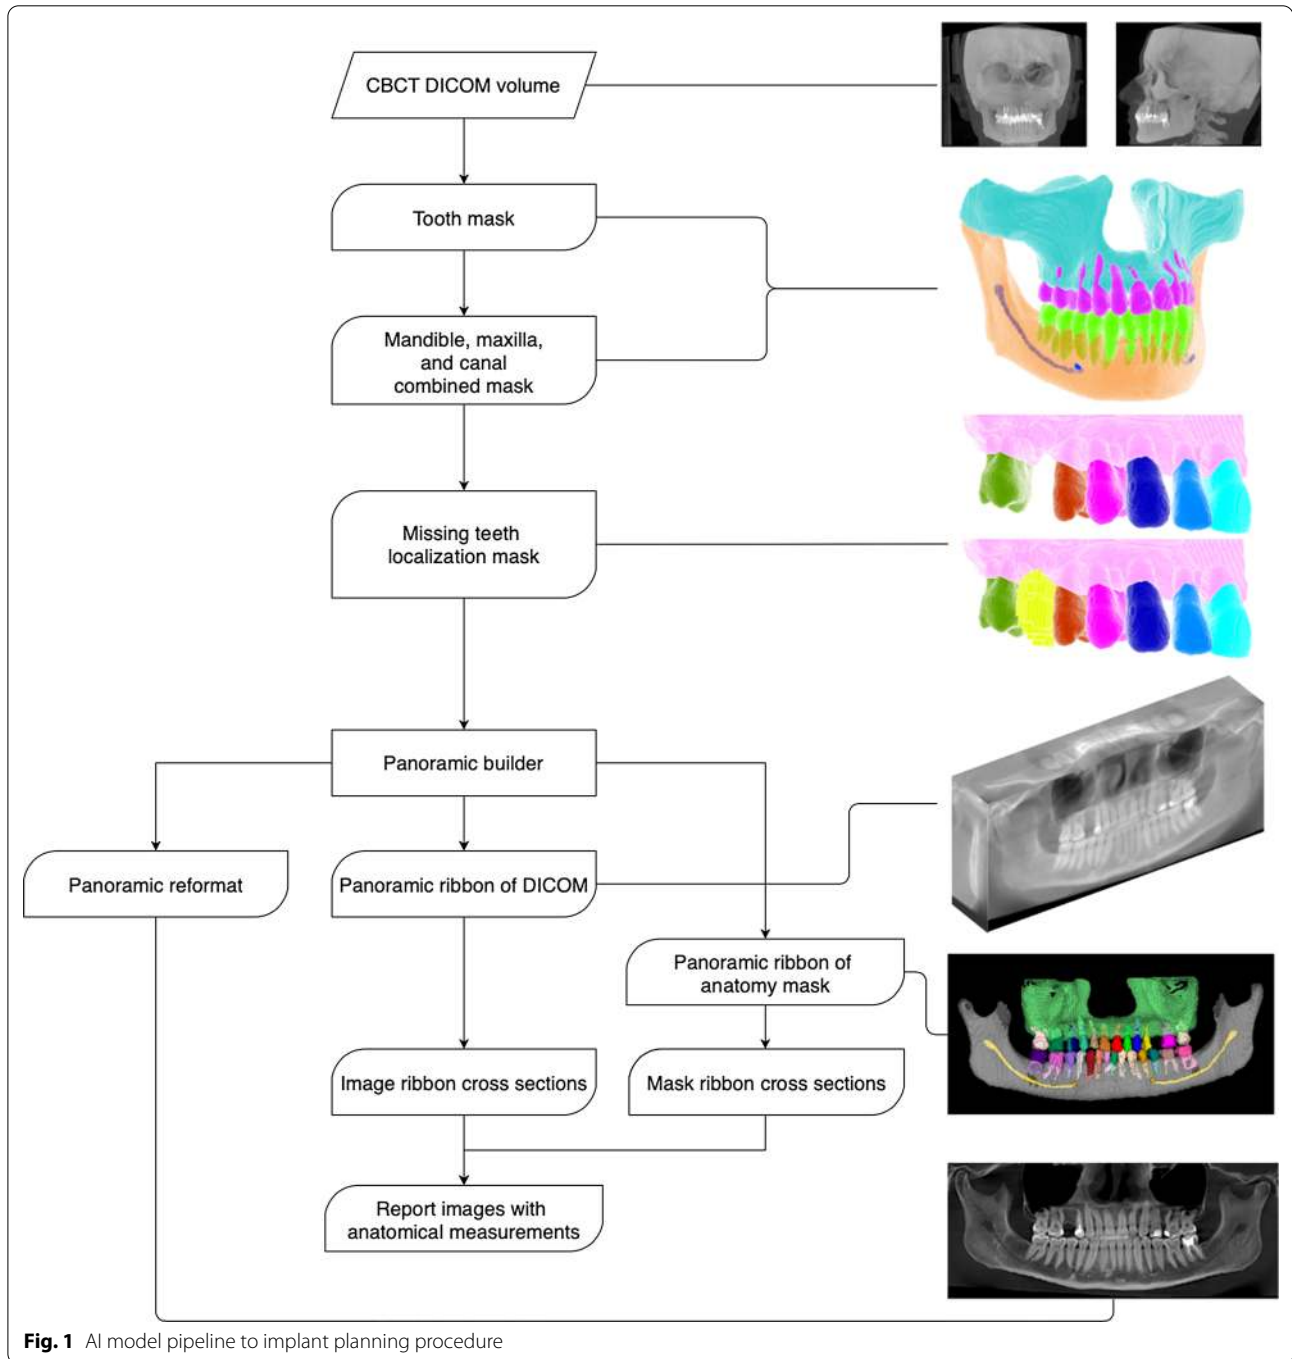 CBCT DICOM volume
Tooth mask
Mandible, maxilla,
and canal
combined mask
Missing teeth
localization mask
Panoramic builder
Panoramic reformat
Panoramic ribbon of DICOM
Panoramic ribbon of
anatomy mask
Image ribbon cross sections
Mask ribbon cross sections
Report images with
anatomical measurements
Fig. 1 AI model pipeline to implant planning procedure